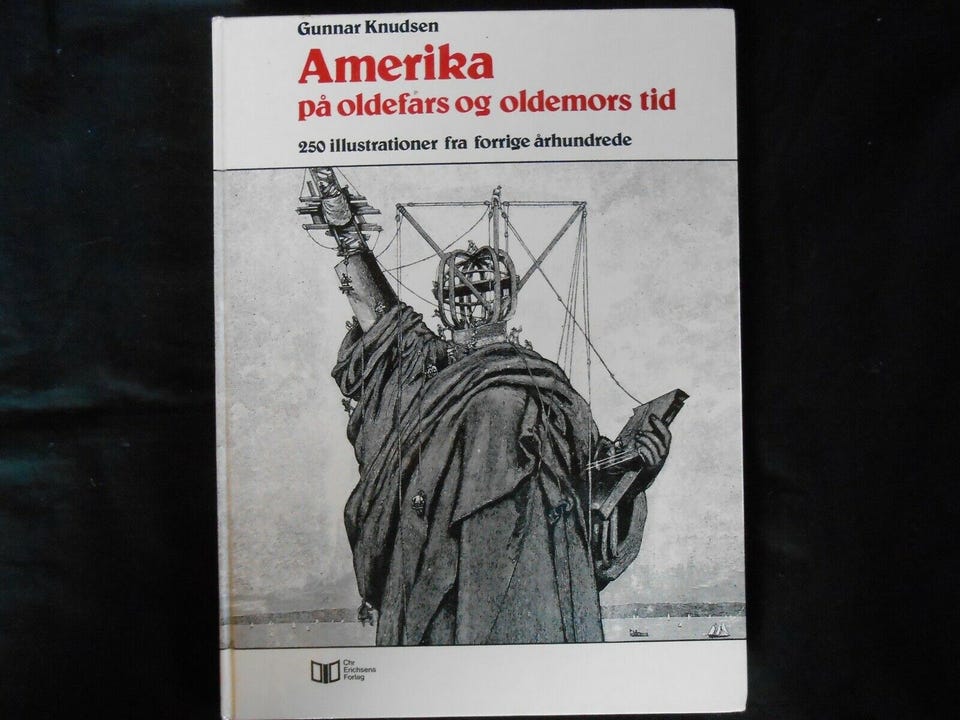 Gunnar Knudsen
Amerika
på oldefars og oldemors tid
250 illustrationer fra forrige århundrede
Chr
Erichsens
Forlag